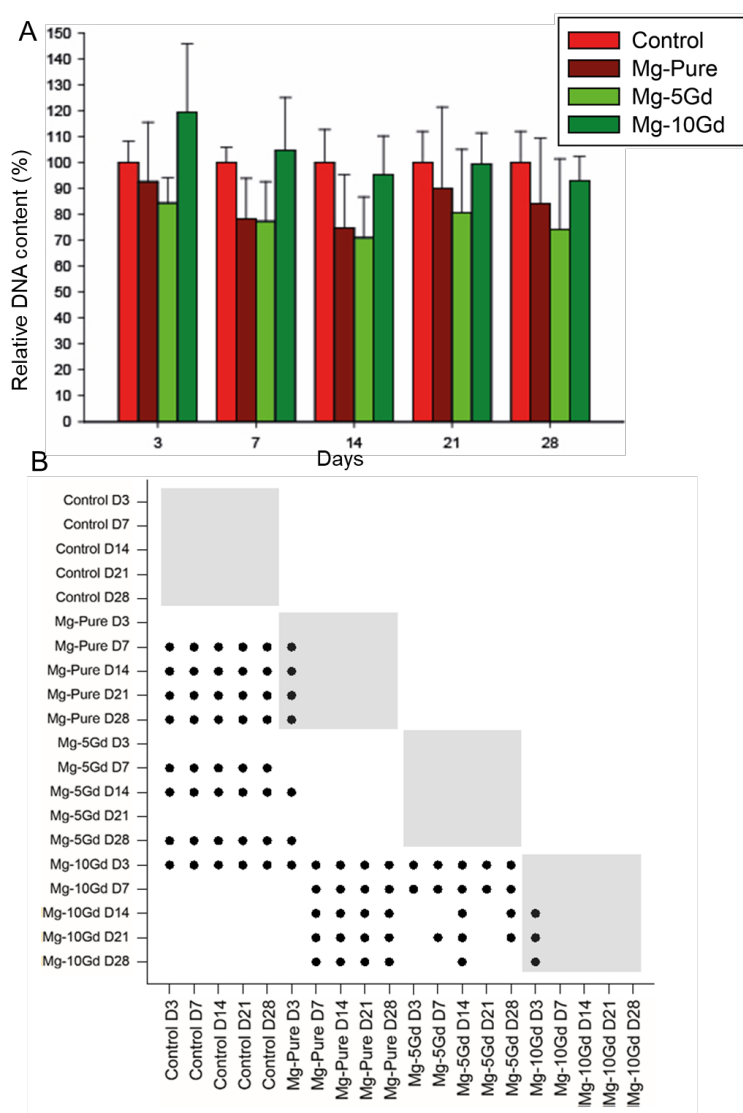 A
150
140
130
120
110
100
90
80
70
60
50
40
30
20
10
0
Relative DNA content (%)
3 7 14 21 28
Days
Control
Mg-Pure
Mg-5Gd
Mg-10Gd
B
Control D3
Control D7
Control D14
Control D21
Control D28
Mg-Pure D3
Mg-Pure D7
Mg-Pure D14
Mg-Pure D21
Mg-Pure D28
Mg-5Gd D3
Mg-5Gd D7
Mg-5Gd D14
Mg-5Gd D21
Mg-5Gd D28
Mg-10Gd D3
Mg-10Gd D7
Mg-10Gd D14
Mg-10Gd D21
Mg-10Gd D28
Control D3
Control D7
Control D14
Control D21
Control D28
Mg-Pure D3
Mg-Pure D7
Mg-Pure D14
Mg-Pure D21
Mg-Pure D28
Mg-5Gd D3
Mg-5Gd D7
Mg-5Gd D14
Mg-5Gd D21
Mg-5Gd D28
Mg-10Gd D3
Mg-10Gd D7
Mg-10Gd D14
Mg-10Gd D21
Mg-10Gd D28